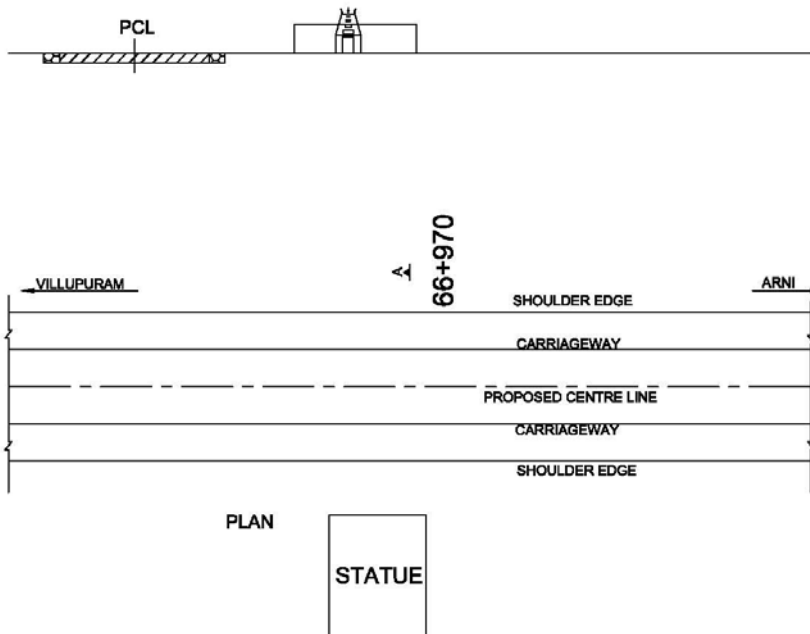 PCL
A
66+970
VILLUPURAM
ARNI
SHOULDER EDGE
CARRIAGEWAY
PROPOSED CENTRE LINE
CARRIAGEWAY
SHOULDER EDGE
PLAN
STATUE